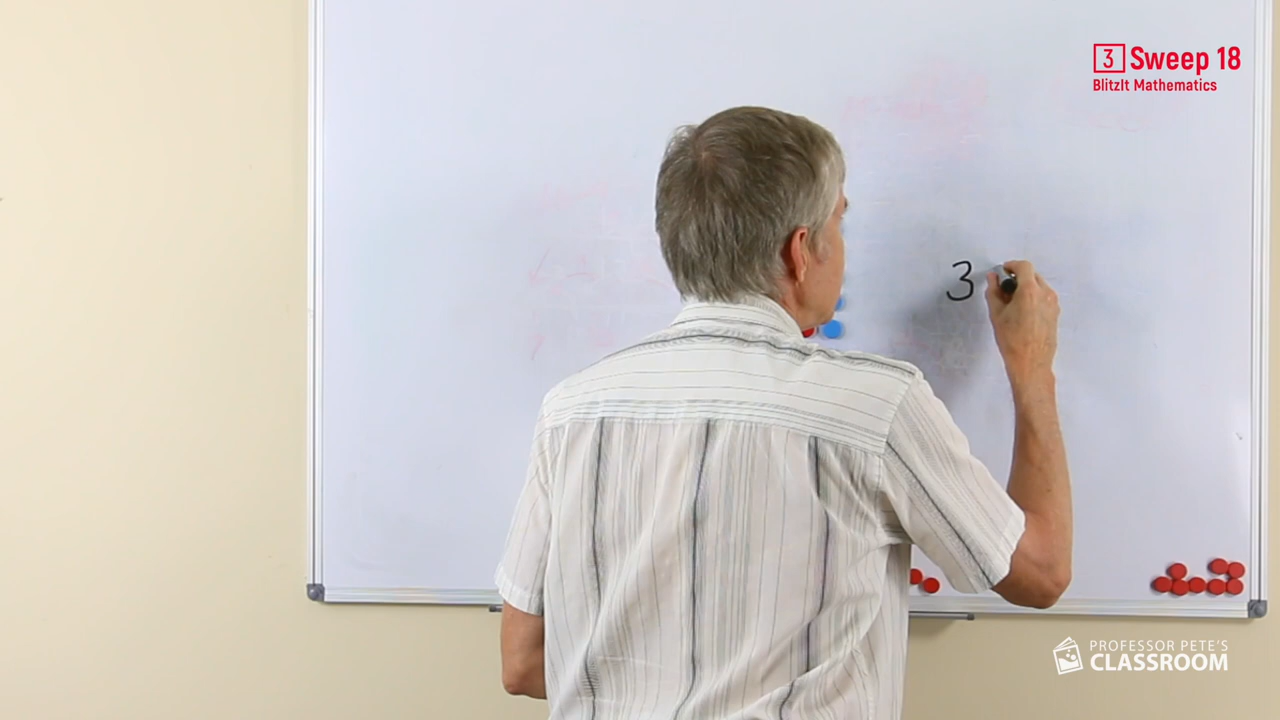 3 Sweep 18
BlitzIt Mathematics
3
PROFESSOR PETE'S
CLASSROOM